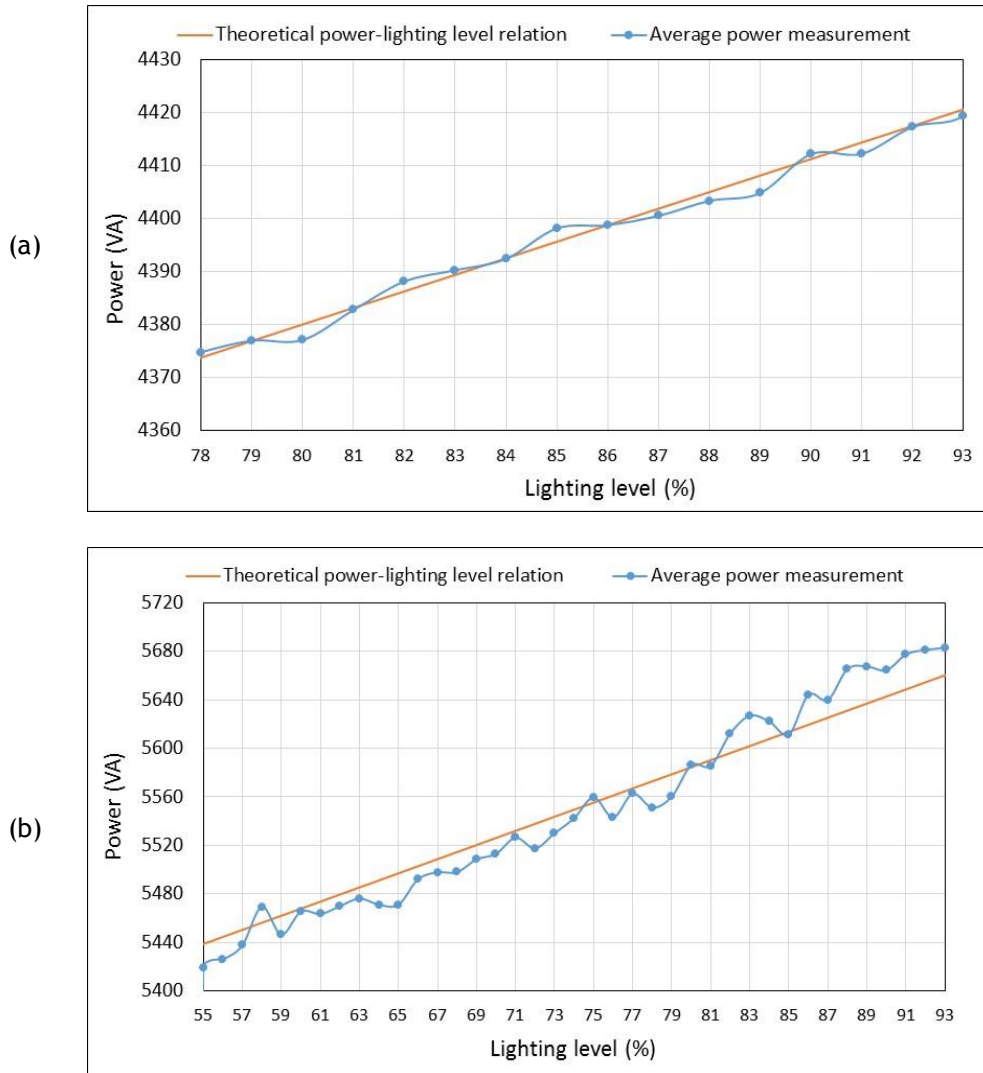 Theoretical power-lighting level relation Average power measurement
4430
4420
4410
4400
4390
4380
4370
4360
Power (VA)
(a)
78 79 80 81 82 83 84 85 86 87 88 89 90 91 92 93
Lighting level (%)
Theoretical power-lighting level relation Average power measurement
5720
5680
5640
5600
5560
5520
5480
5440
5400
Power (VA)
(b)
55 57 59 61 63 65 67 69 71 73 75 77 79 81 83 85 87 89 91 93
Lighting level (%)